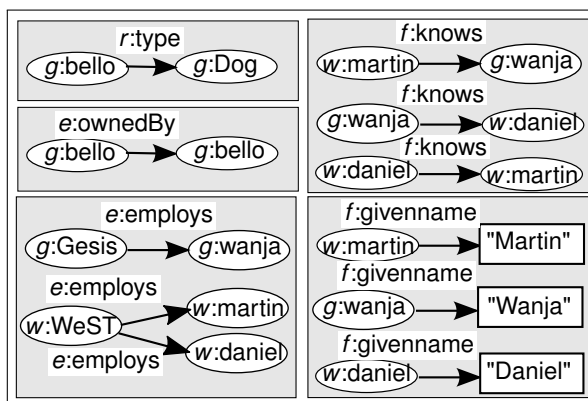 r:type
g:bello g:Dog
e:ownedBy
g:bello g:bello
e:employs
g:Gesis g:wanja
e:employs
w:WeST w:martin
w:daniel
e:employs
f:knows
w:martin g:wanja
f:knows
g:wanja w:daniel
f:knows
w:daniel w:martin
f:givenname
w:martin "Martin"
f:givenname
g:wanja "Wanja"
f:givenname
w:daniel "Daniel"